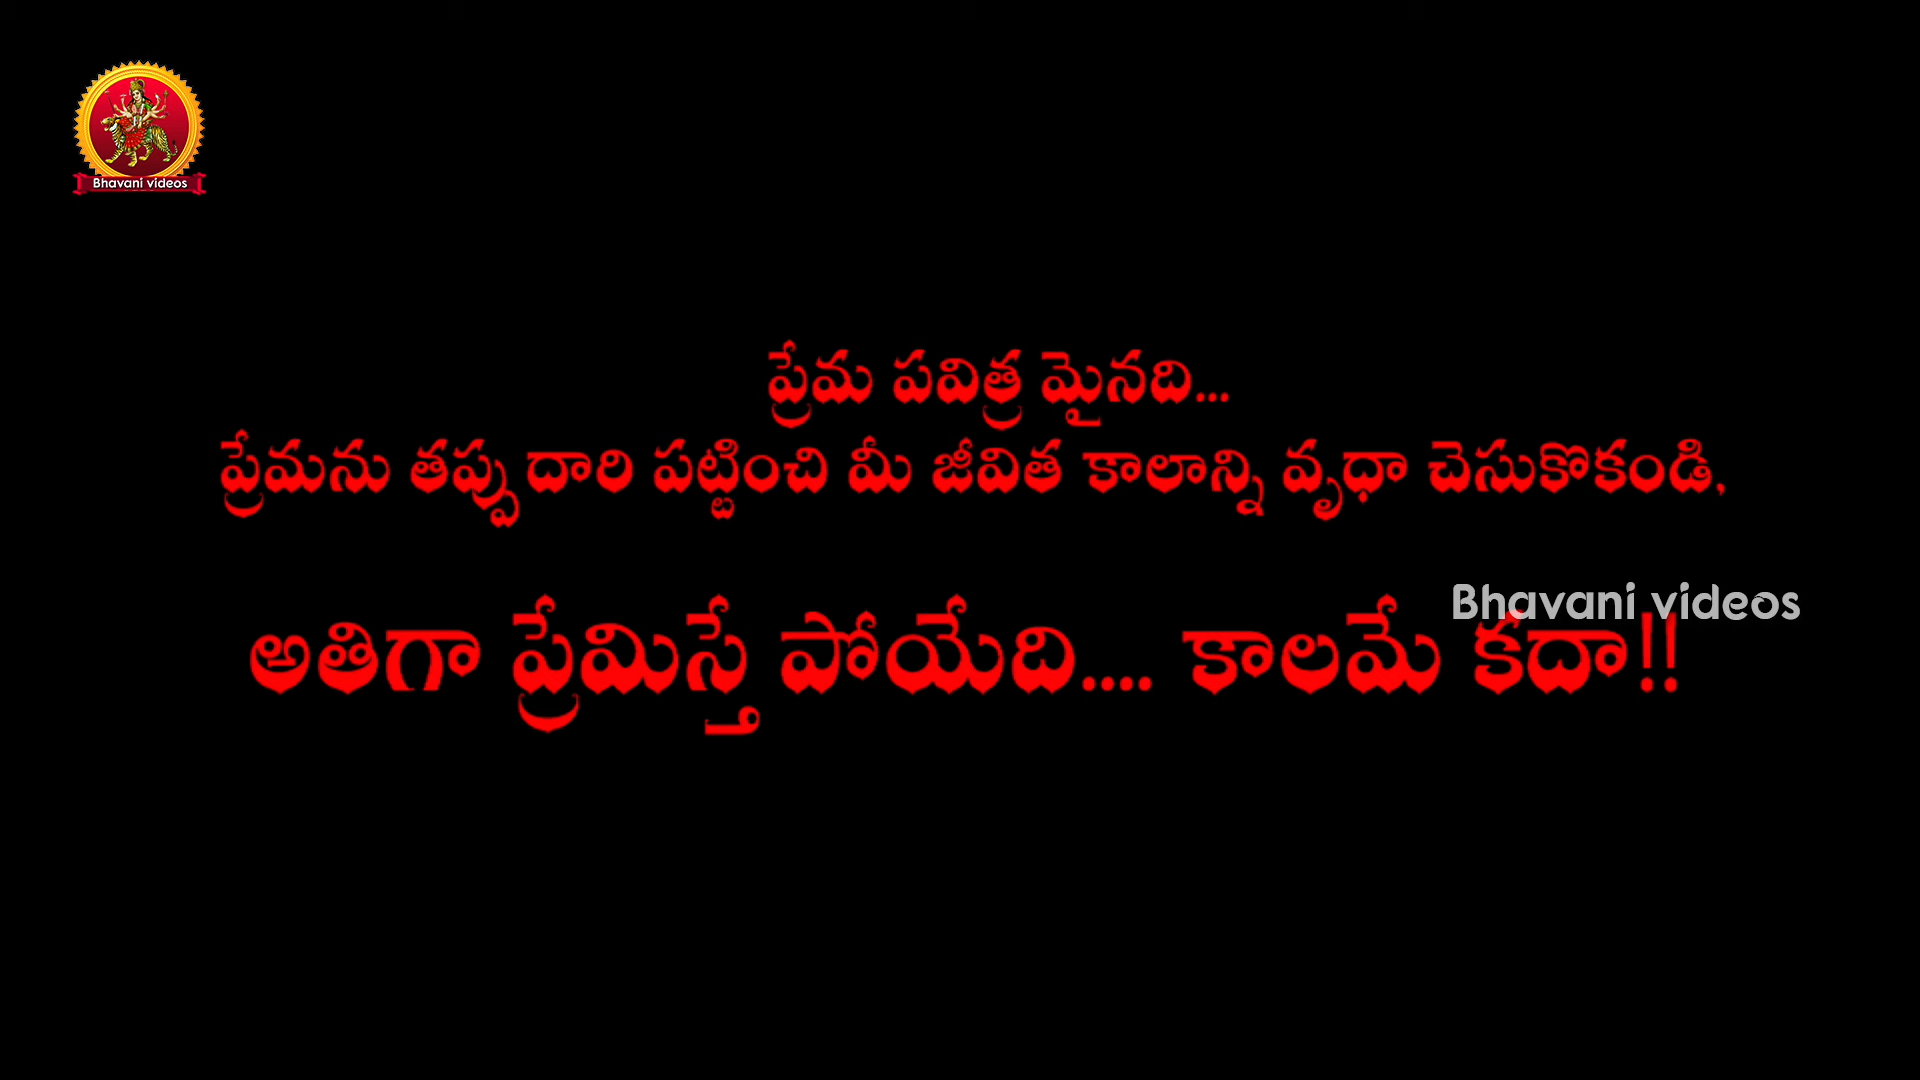 Bhavani videos
ప్రేమ పవిత్ర మైనది...
ప్రేమను తప్పు దారి పట్టించి మీ జీవిత కాలాన్ని వృధా చెసుకొకండి,
Bhavani videos
అతిగా ప్రేమిస్తే పోయేది.... కాలమే కదా!!